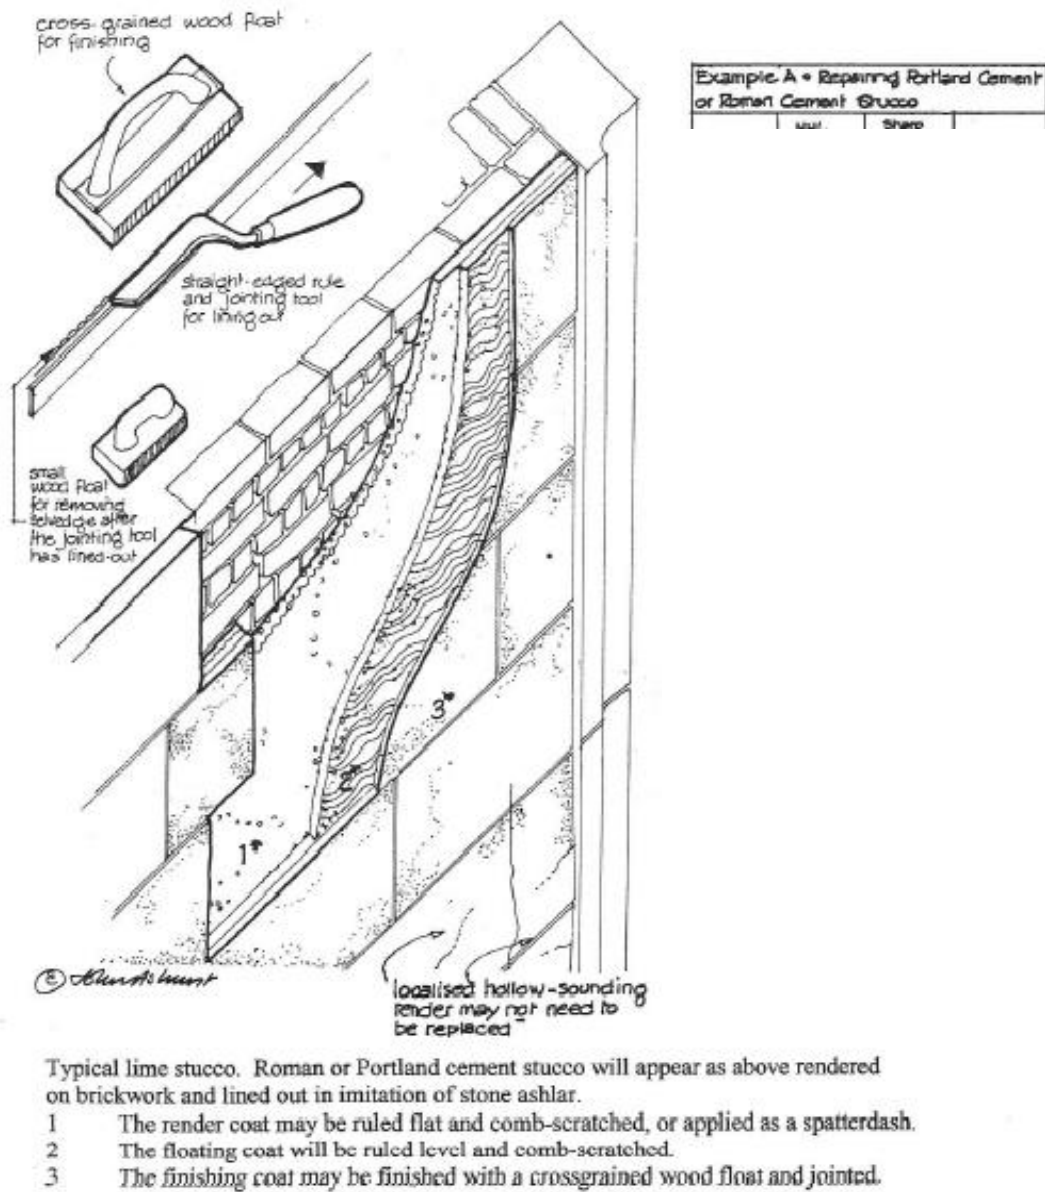 cross-grained wood float
for finishing
Example A • Repairing Portland Cement
or Roman Cement Stucco
Sharp
straight-edged rule
and jointing tool
for lining out
small
wood float
for removing
selvedge after
the jointing tool
has lined-out
3
2
1
© John Ashurst
localised hollow-sounding
render may not need to
be replaced
Typical lime stucco. Roman or Portland cement stucco will appear as above rendered
on brickwork and lined out in imitation of stone ashlar.
1 The render coat may be ruled flat and comb-scratched, or applied as a spatterdash.
2 The floating coat will be ruled level and comb-scratched.
3 The finishing coat may be finished with a crossgrained wood float and jointed.